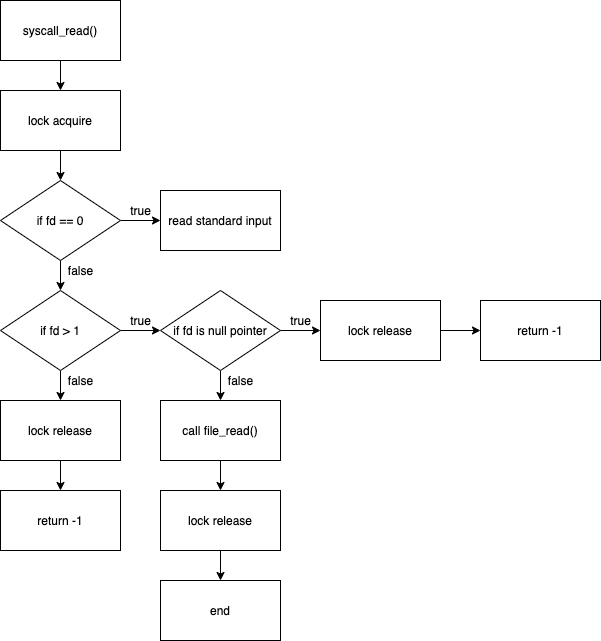 syscall_read()
lock acquire
if fd == 0
true
read standard input
false
if fd > 1
true
if fd is null pointer
true
lock release
return -1
false
false
lock release
call file_read()
return -1
lock release
end